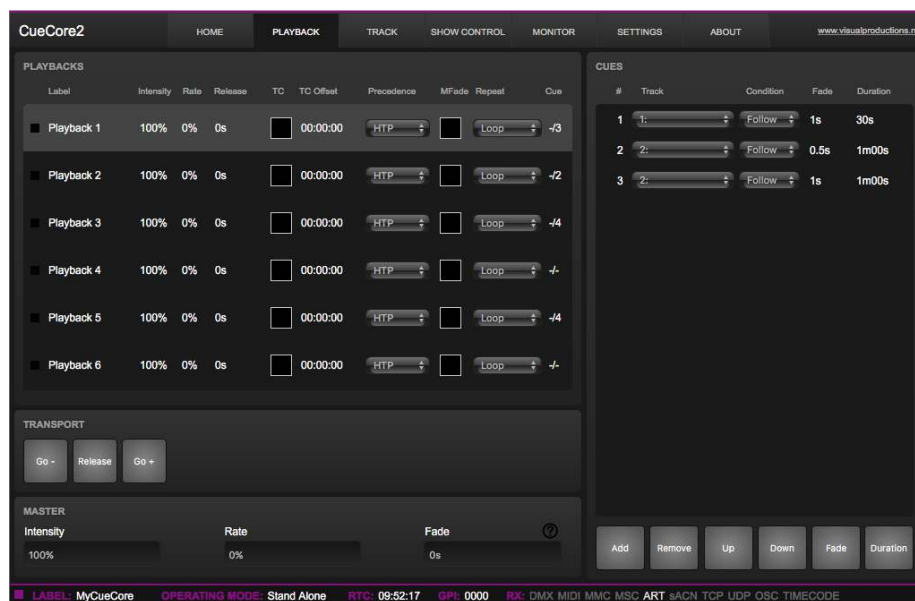 CueCore2 HOME PLAYBACK TRACK SHOW CONTROL MONITOR SETTINGS ABOUT www.visualproductions.n
PLAYBACKS
Label Intensity Rate Release TC TC Offset Precedence MFade Repeat Cue
Playback 1 100% 0% 0s 00:00:00 HTP Loop -/3
Playback 2 100% 0% 0s 00:00:00 HTP Loop -/2
Playback 3 100% 0% 0s 00:00:00 HTP Loop -/4
Playback 4 100% 0% 0s 00:00:00 HTP Loop -/-
Playback 5 100% 0% 0s 00:00:00 HTP Loop -/4
Playback 6 100% 0% 0s 00:00:00 HTP Loop -/-
TRANSPORT
Go - Release Go +
MASTER
Intensity Rate Fade ?
100% 0% 0s
CUES
# Track Condition Fade Duration
1 1: Follow 1s 30s
2 2: Follow 0.5s 1m00s
3 2: Follow 1s 1m00s
Add Remove Up Down Fade Duration
LABEL: MyCueCore OPERATING MODE: Stand Alone RTC: 09:52:17 GPI: 0000 RX: DMX MIDI MMC MSC ART sACN TCP UDP OSC TIMECODE